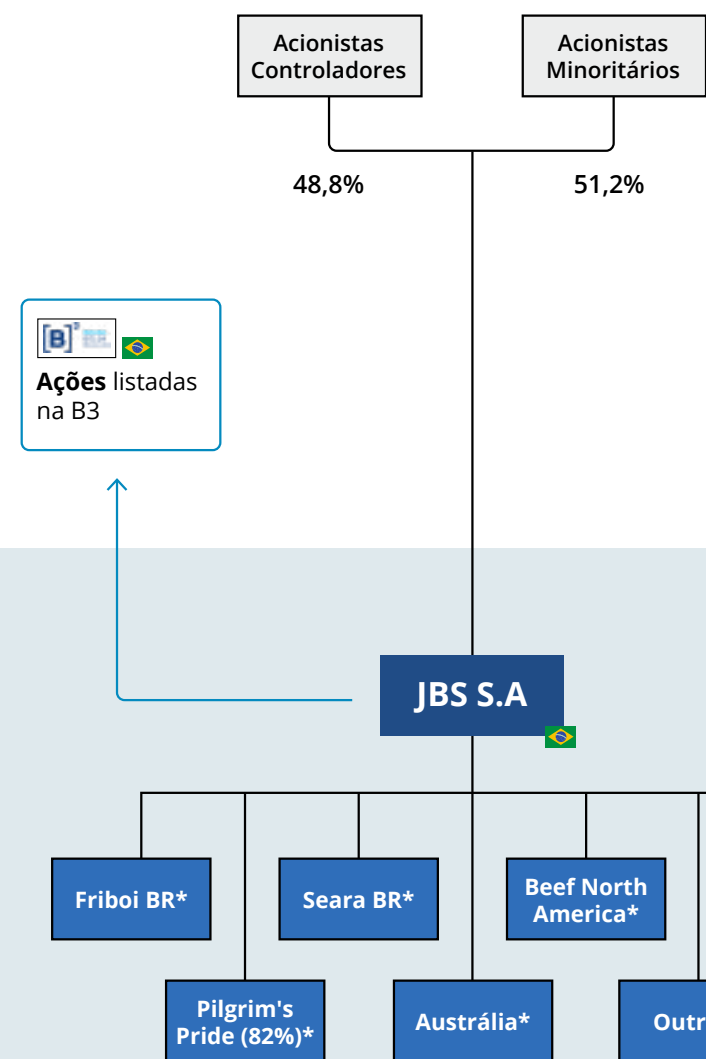 Acionistas
Controladores
Acionistas
Minoritários
48,8%
51,2%
[B]³
Ações listadas
na B3
JBS S.A
Friboi BR*
Seara BR*
Beef North
America*
Pilgrim's
Pride (82%)*
Austrália*
Outr